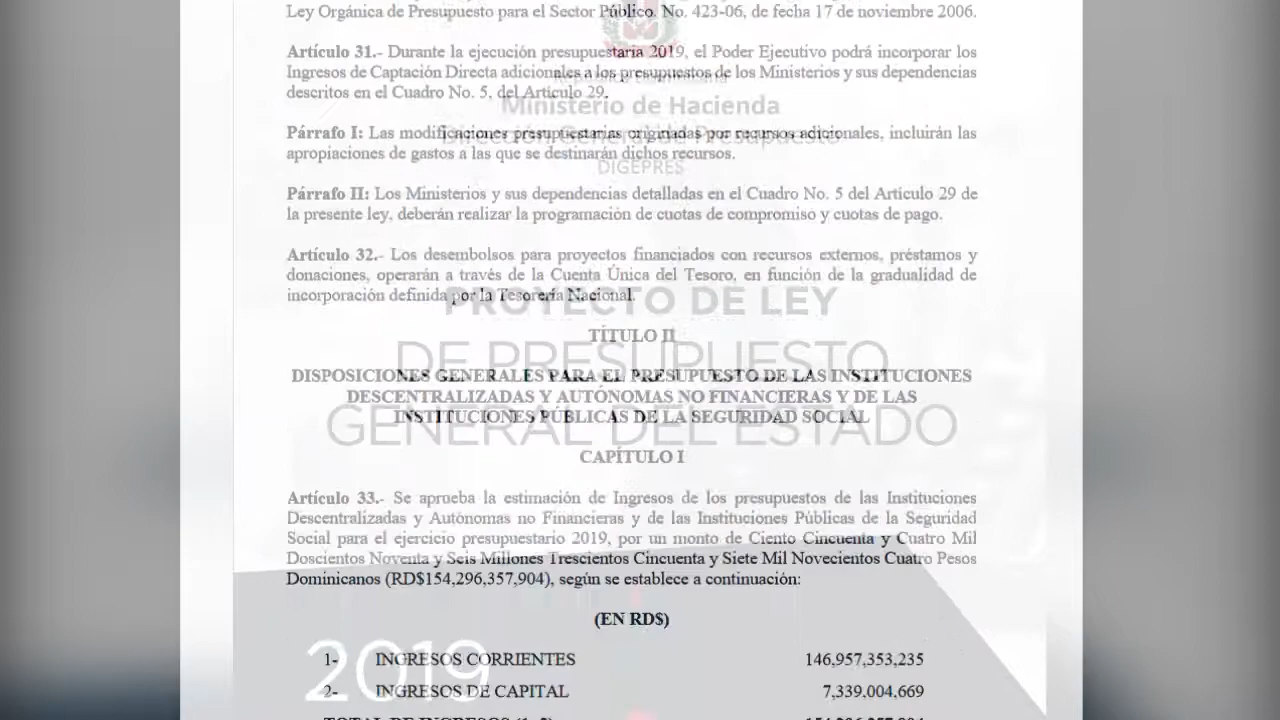 Ley Orgánica de Presupuesto para el Sector Público. No. 423-06, de fecha 17 de noviembre 2006.
Artículo 31.- Durante la ejecución presupuestaria 2019, el Poder Ejecutivo podrá incorporar los
Ingresos de Captación Directa adicionales a los presupuestos de los Ministerios y sus dependencias
descritos en el Cuadro No. 5, del Artículo 29.
Ministerio de Hacienda
Párrafo I: Las modificaciones presupuestarias originadas por recursos adicionales, incluirán las
Dirección General de Presupuesto
apropiaciones de gastos a las que se destinarán dichos recursos.
DIGEPRES
Párrafo II: Los Ministerios y sus dependencias detalladas en el Cuadro No. 5 del Artículo 29 de
la presente ley, deberán realizar la programación de cuotas de compromiso y cuotas de pago.
Artículo 32.- Los desembolsos para proyectos financiados con recursos externos, préstamos y
donaciones, operarán a través de la Cuenta Única del Tesoro, en función de la gradualidad de
incorporación definida por la Tesorería Nacional.
PROYECTO DE LEY
TÍTULO II
DE PRESUPUESTO
DISPOSICIONES GENERALES PARA EL PRESUPUESTO DE LAS INSTITUCIONES
DESCENTRALIZADAS Y AUTÓNOMAS NO FINANCIERAS Y DE LAS
INSTITUCIONES PÚBLICAS DE LA SEGURIDAD SOCIAL
GENERAL DEL ESTADO
CAPÍTULO I
Artículo 33.- Se aprueba la estimación de Ingresos de los presupuestos de las Instituciones
Descentralizadas y Autónomas no Financieras y de las Instituciones Públicas de la Seguridad
Social para el ejercicio presupuestario 2019, por un monto de Ciento Cincuenta y Cuatro Mil
Doscientos Noventa y Seis Millones Trescientos Cincuenta y Siete Mil Novecientos Cuatro Pesos
Dominicanos (RD$154,296,357,904), según se establece a continuación:
(EN RD$)
2019
1- INGRESOS CORRIENTES 146,957,353,235
2- INGRESOS DE CAPITAL 7,339,004,669